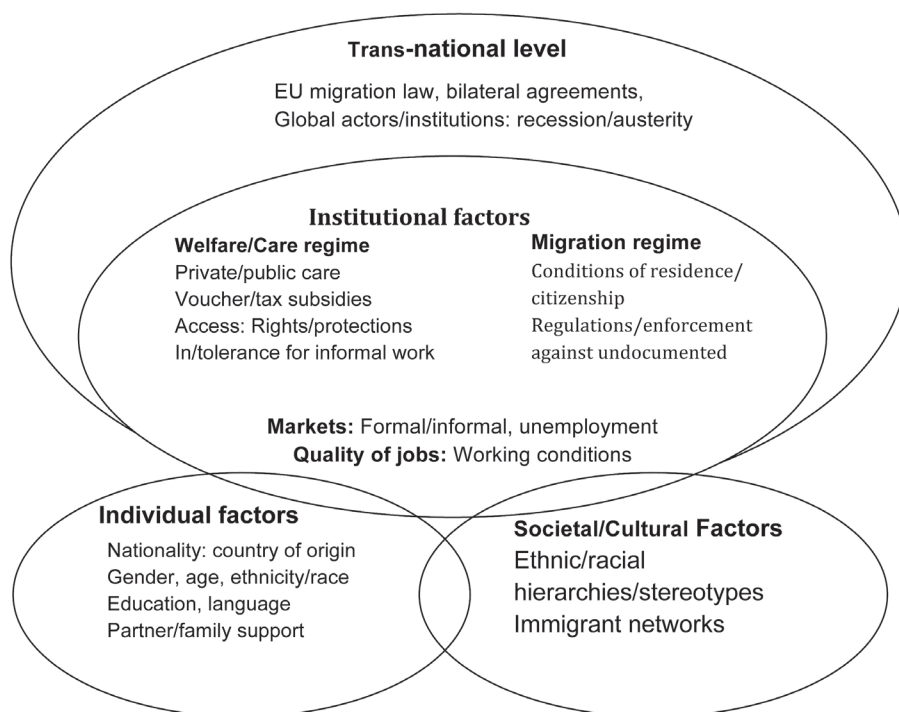 Trans-national level
EU migration law, bilateral agreements,
Global actors/institutions: recession/austerity
Institutional factors
Welfare/Care regime
Private/public care
Voucher/tax subsidies
Access: Rights/protections
In/tolerance for informal work
Migration regime
Conditions of residence/
citizenship
Regulations/enforcement
against undocumented
Markets: Formal/informal, unemployment
Quality of jobs: Working conditions
Individual factors
Nationality: country of origin
Gender, age, ethnicity/race
Education, language
Partner/family support
Societal/Cultural Factors
Ethnic/racial
hierarchies/stereotypes
Immigrant networks